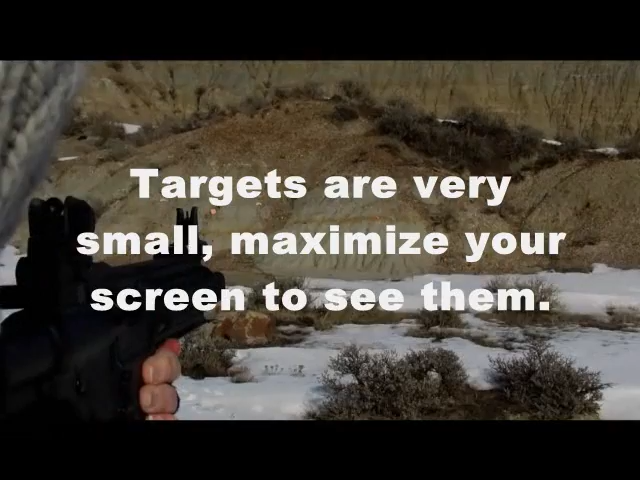 Targets are very
small, maximize your
screen to see them.